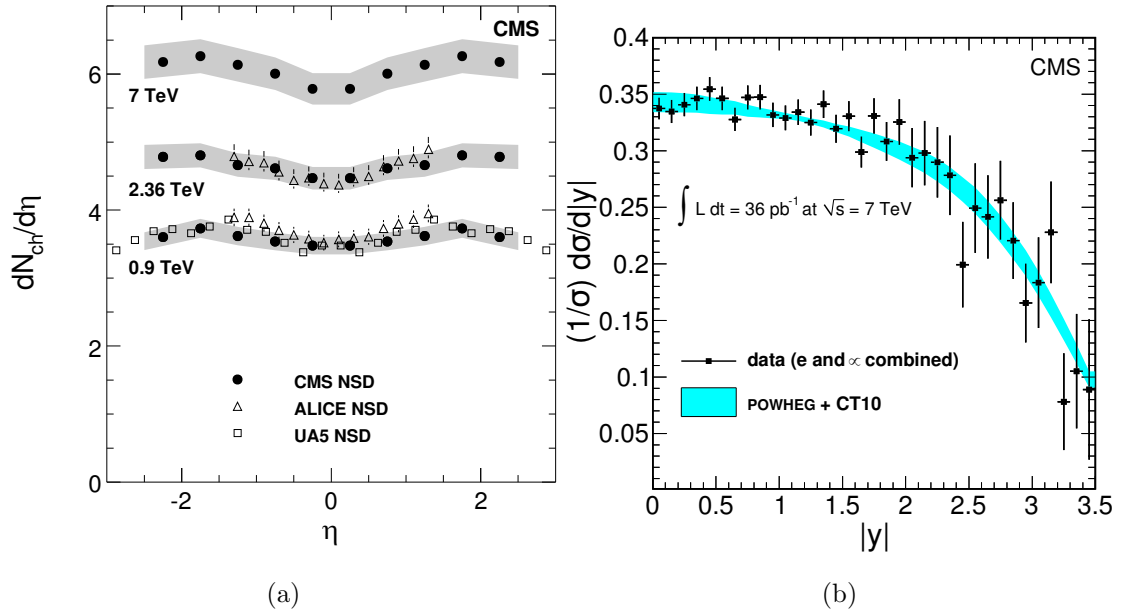 CMS
7 TeV
2.36 TeV
0.9 TeV
CMS NSD
ALICE NSD
UA5 NSD
dN_ch/dη
0
2
4
6
-2
0
2
η
(a)
CMS
∫ L dt = 36 pb⁻¹ at √s = 7 TeV
data (e and ∝ combined)
POWHEG + CT10
(1/σ) dσ/d|y|
0.4
0.35
0.3
0.25
0.2
0.15
0.1
0.05
0
0.5
1
1.5
2
2.5
3
3.5
|y|
(b)